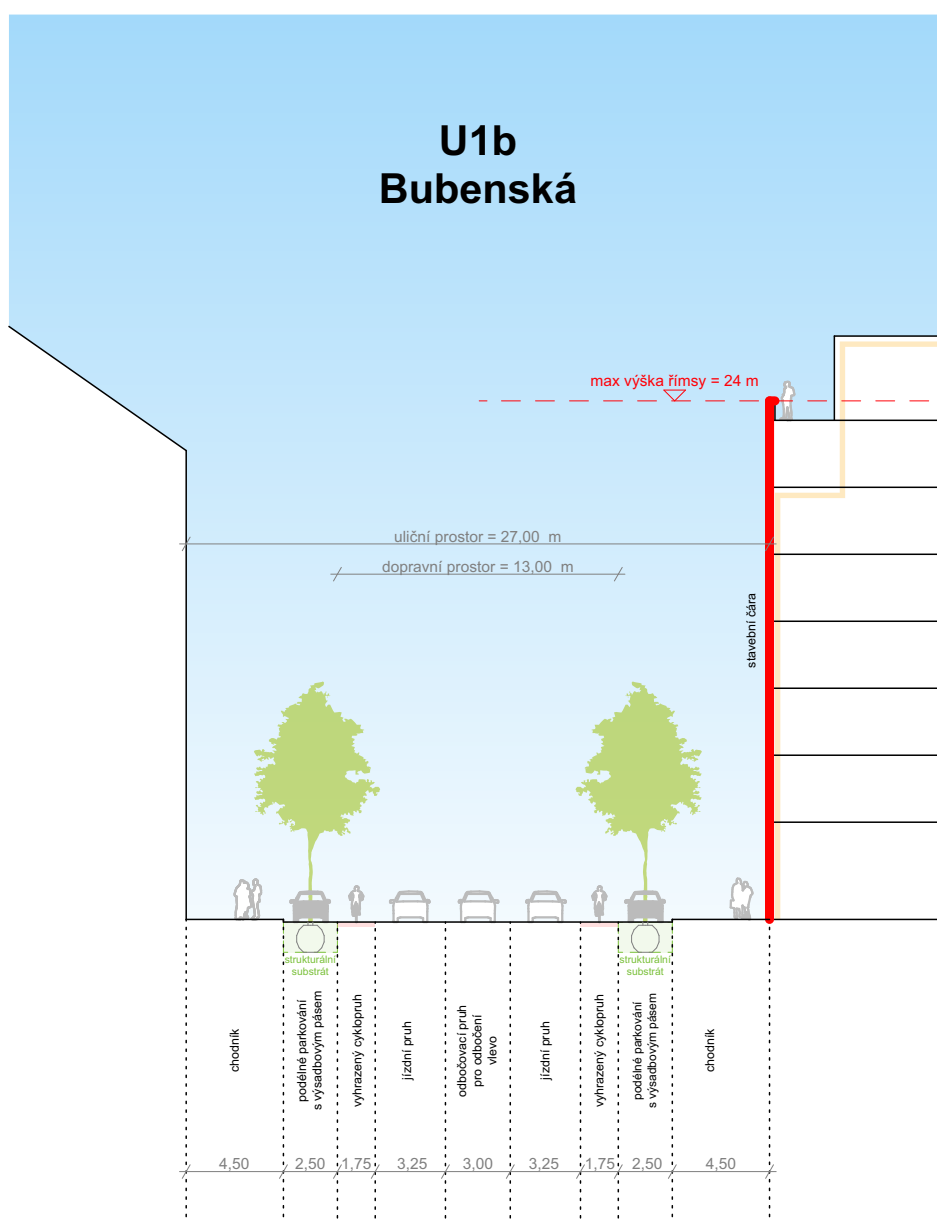 U1b
Bubenská
max výška římsy = 24 m
uliční prostor = 27,00 m
dopravní prostor = 13,00 m
stavební čára
strukturální
substrát
strukturální
substrát
chodník
podélné parkování
s výsadbovým pásem
vyhrazený cyklopruh
jízdní pruh
odbočovací pruh
pro odbočení
vlevo
jízdní pruh
vyhrazený cyklopruh
podélné parkování
s výsadbovým pásem
chodník
4,50 2,50 1,75 3,25 3,00 3,25 1,75 2,50 4,50